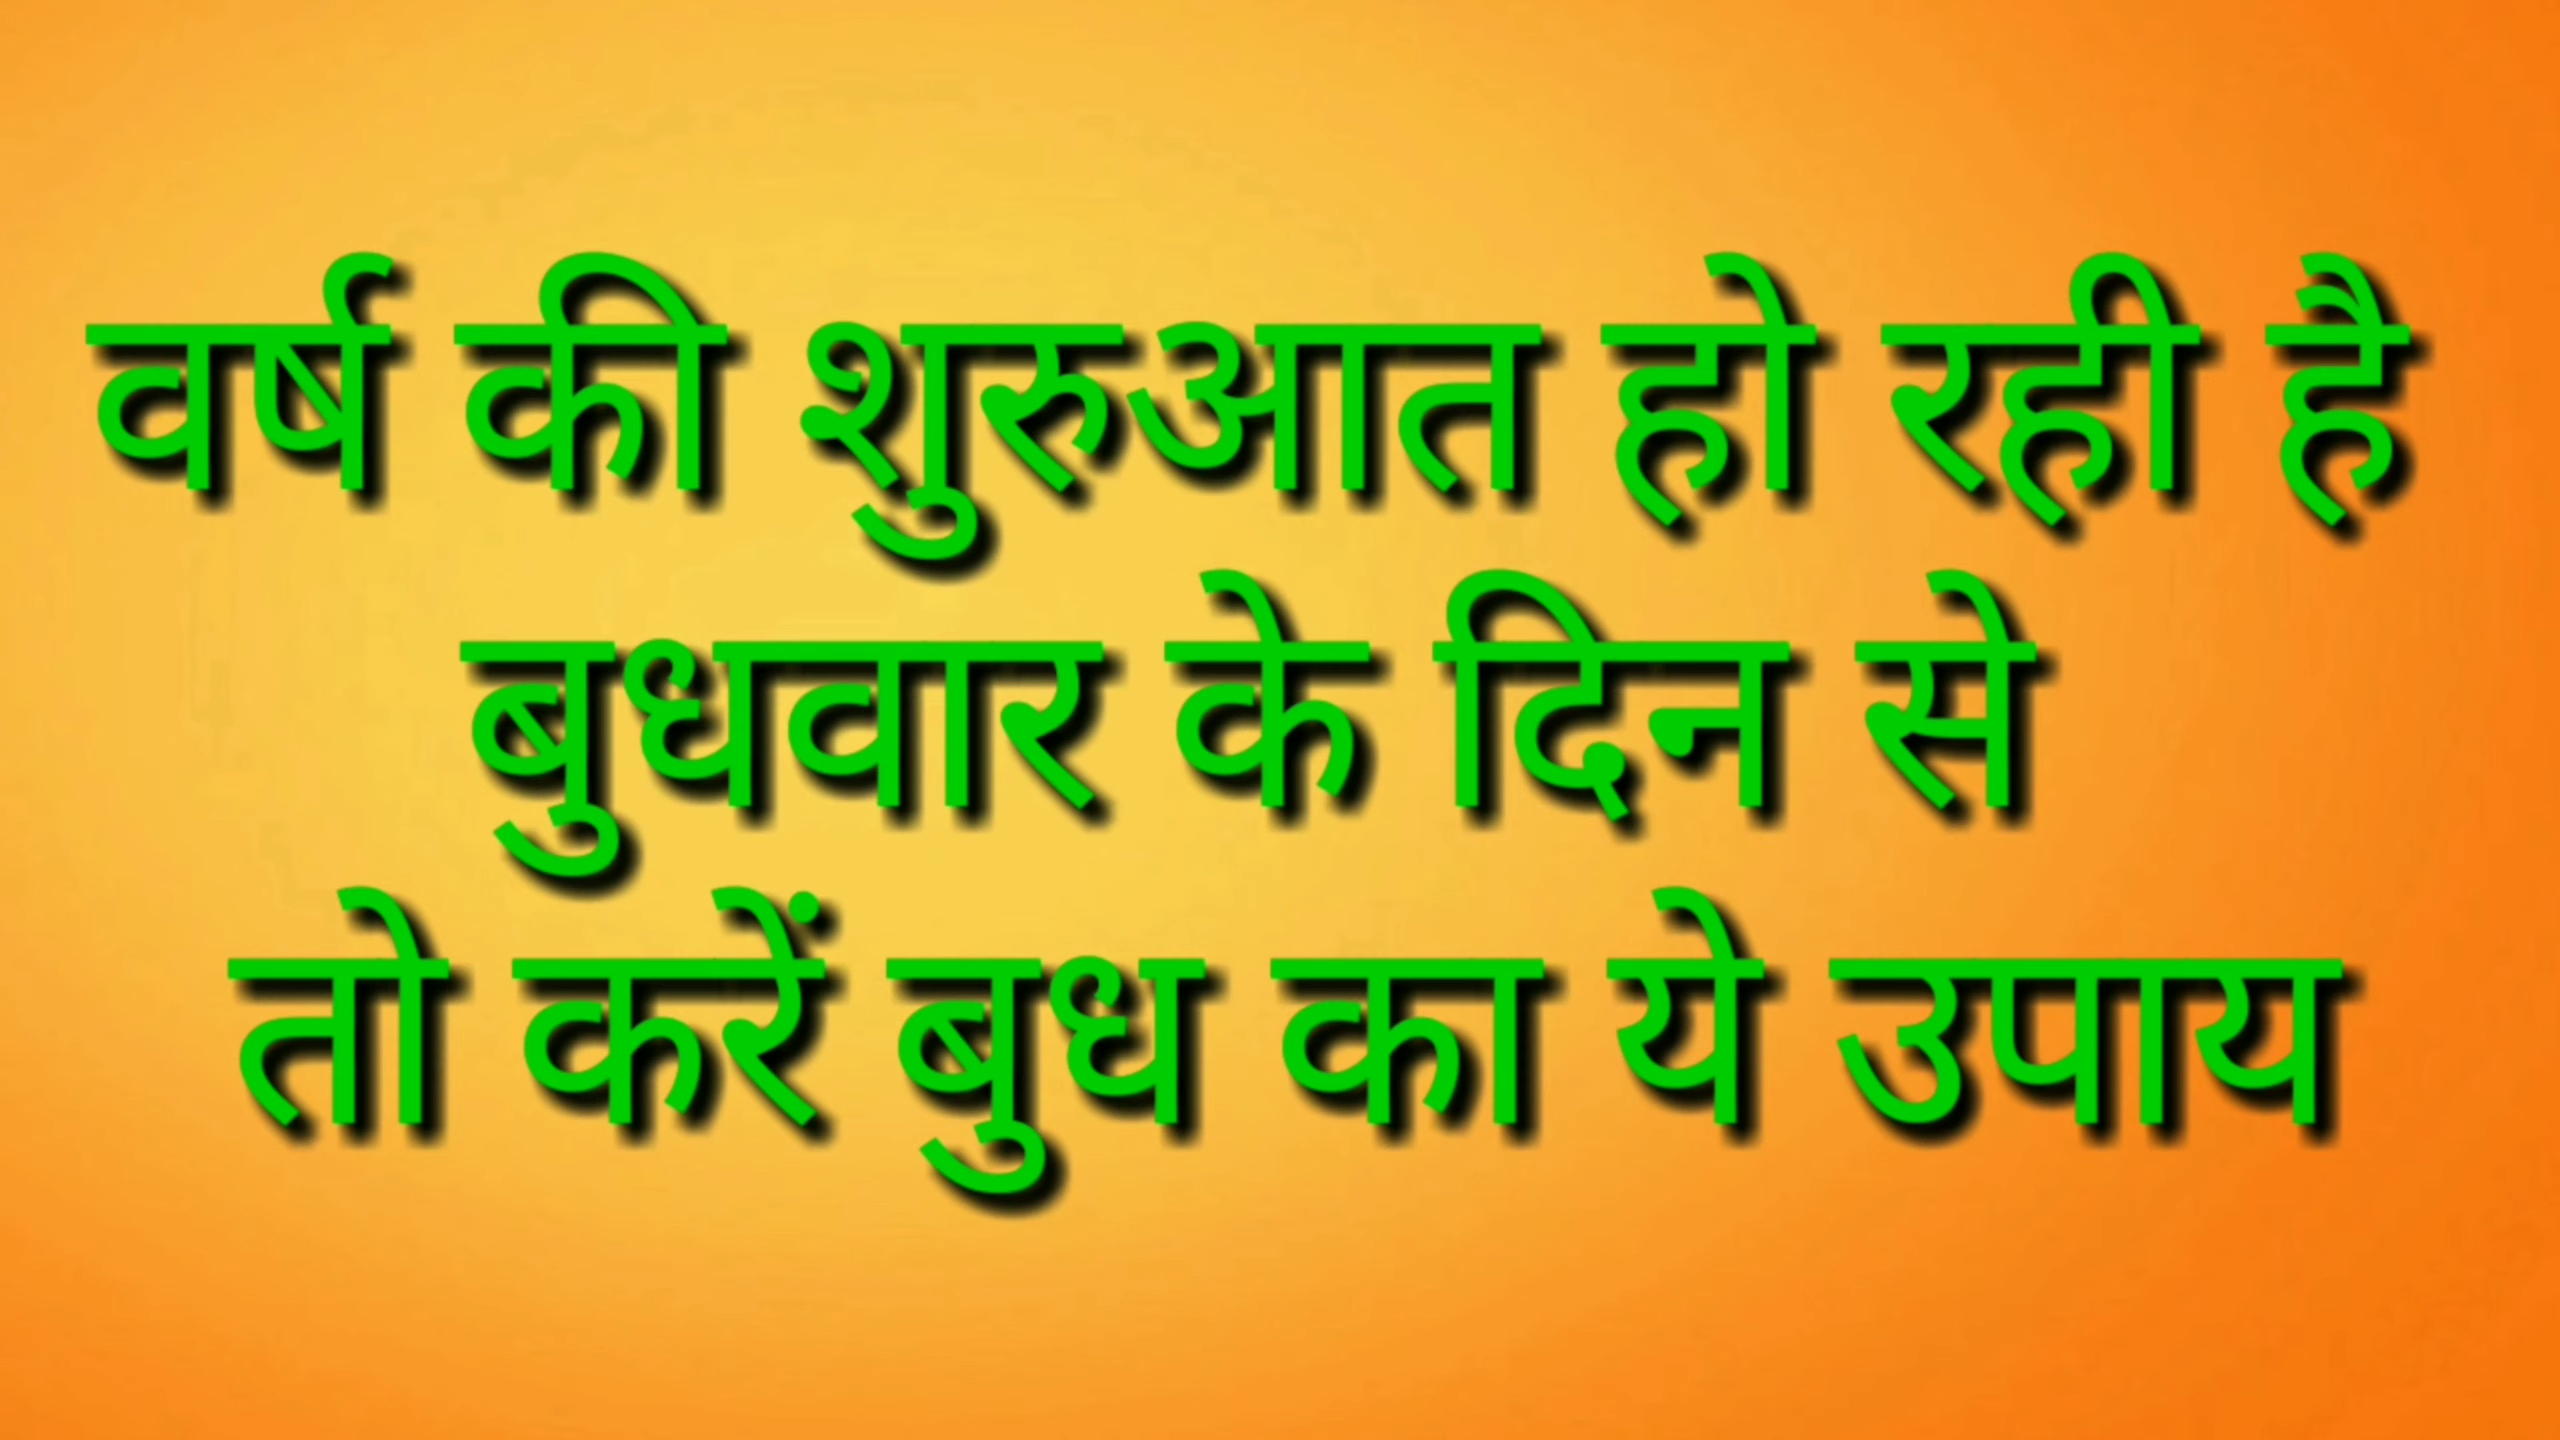 वर्ष की शुरुआत हो रही है
बुधवार के दिन से
तो करें बुध का ये उपाय